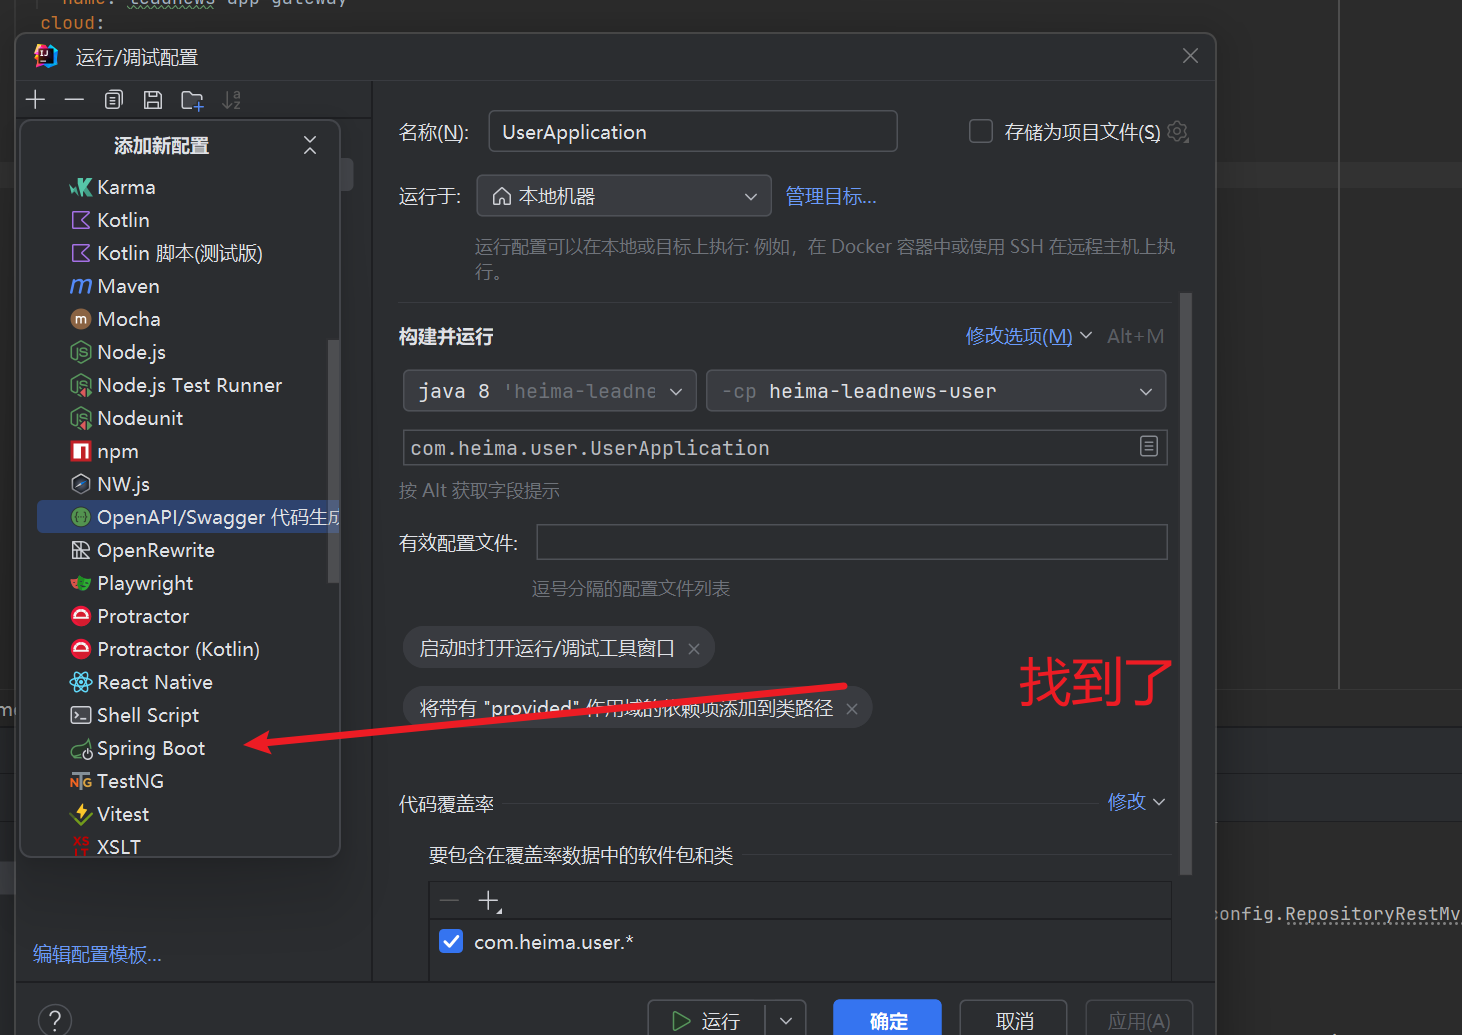 name: leadnews-app-gateway
cloud:
运行/调试配置
添加新配置
Karma
Kotlin
Kotlin 脚本(测试版)
Maven
Mocha
Node.js
Node.js Test Runner
Nodeunit
npm
NW.js
OpenAPI/Swagger 代码生成
OpenRewrite
Playwright
Protractor
Protractor (Kotlin)
React Native
Shell Script
Spring Boot
TestNG
Vitest
XSLT
编辑配置模板...
名称(N):
UserApplication
存储为项目文件(S)
运行于:
本地机器
管理目标...
运行配置可以在本地或目标上执行: 例如，在 Docker 容器中或使用 SSH 在远程主机上执
行。
构建并运行
修改选项(M)
Alt+M
java 8 'heima-leadne
-cp heima-leadnews-user
com.heima.user.UserApplication
按 Alt 获取字段提示
有效配置文件:
逗号分隔的配置文件列表
启动时打开运行/调试工具窗口
找到了
将带有 "provided" 作用域的依赖项添加到类路径
代码覆盖率
修改
要包含在覆盖率数据中的软件包和类
com.heima.user.*
onfig.RepositoryRestMv
?
运行
确定
取消
应用(A)